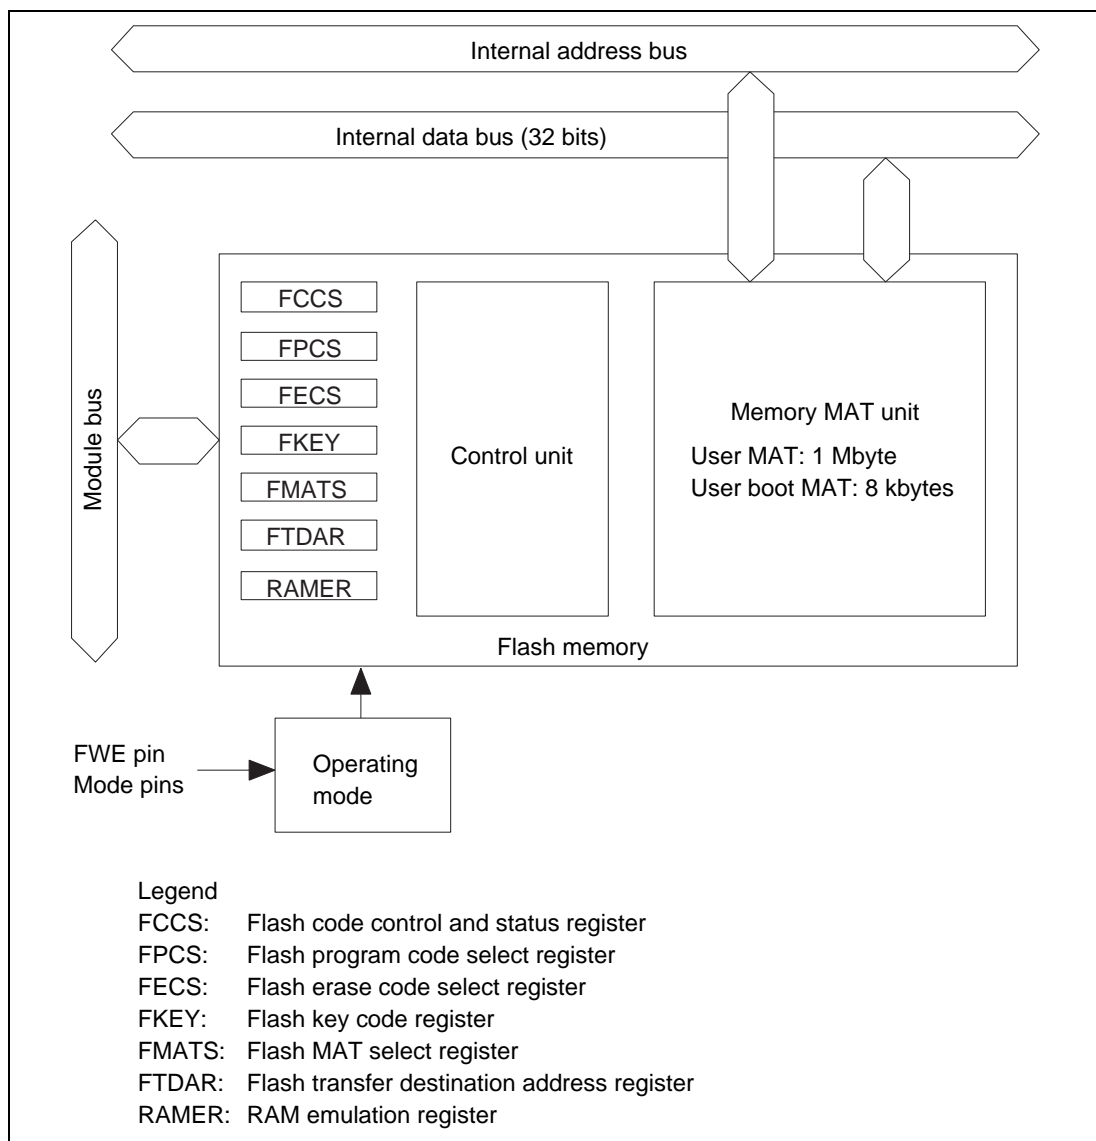 Internal address bus
Internal data bus (32 bits)
Module bus
FCCS
FPCS
FECS
FKEY
FMATS
FTDAR
RAMER
Control unit
Memory MAT unit
User MAT: 1 Mbyte
User boot MAT: 8 kbytes
Flash memory
FWE pin
Mode pins
Operating
mode
Legend
FCCS: Flash code control and status register
FPCS: Flash program code select register
FECS: Flash erase code select register
FKEY: Flash key code register
FMATS: Flash MAT select register
FTDAR: Flash transfer destination address register
RAMER: RAM emulation register